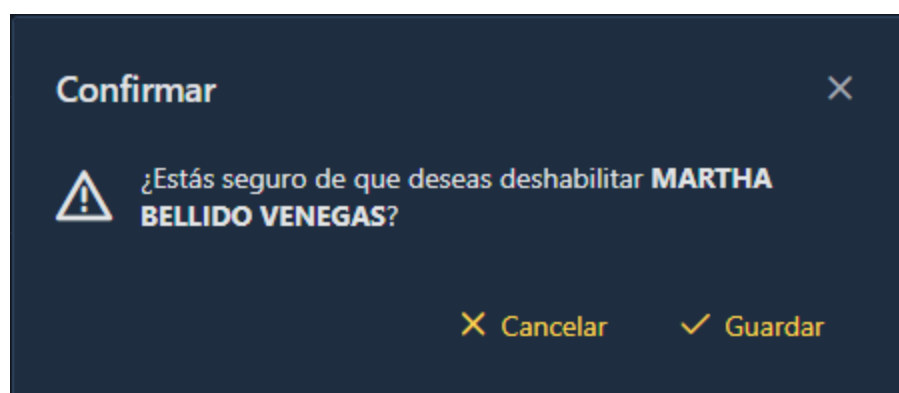 Confirmar
¿Estás seguro de que deseas deshabilitar MARTHA
BELLIDO VENEGAS?
Cancelar
Guardar